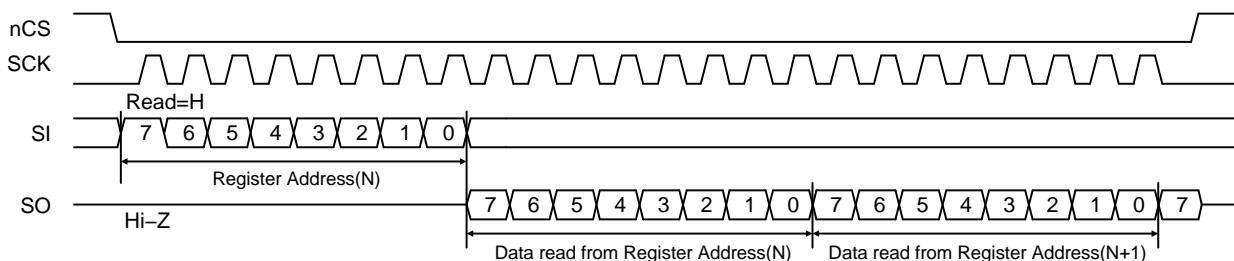 nCS
SCK
Read=H
SI 7 6 5 4 3 2 1 0
Register Address(N)
SO 7 6 5 4 3 2 1 0 7 6 5 4 3 2 1 0 7
Hi–Z
Data read from Register Address(N) Data read from Register Address(N+1)